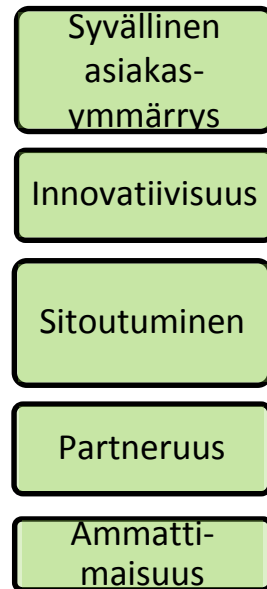 Syvällinen
asiakas-
ymmärrys
Innovatiivisuus
Sitoutuminen
Partneruus
Ammatti-
maisuus